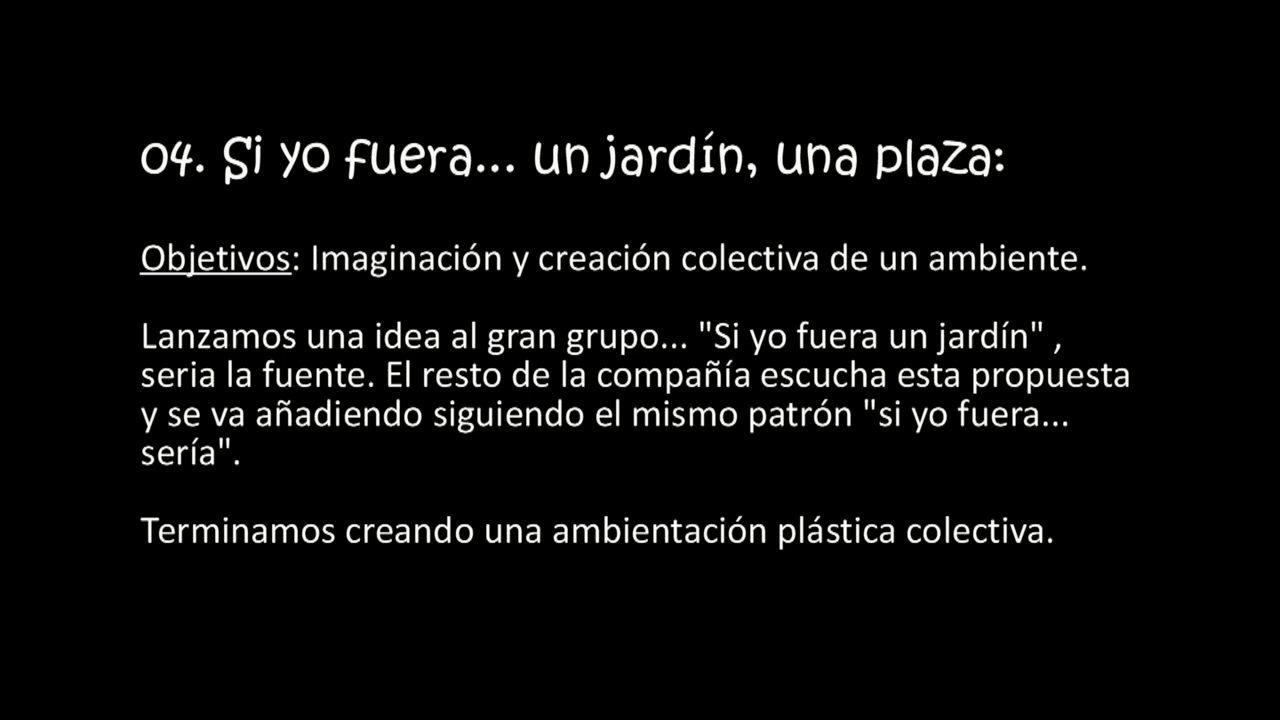 04. Si yo fuera... un jardín, una plaza:
Objetivos: Imaginación y creación colectiva de un ambiente.
Lanzamos una idea al gran grupo... "Si yo fuera un jardín" ,
seria la fuente. El resto de la compañía escucha esta propuesta
y se va añadiendo siguiendo el mismo patrón "si yo fuera...
sería".
Terminamos creando una ambientación plástica colectiva.